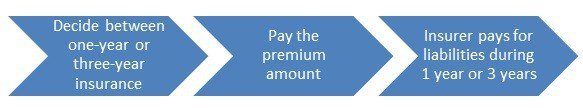 Decide between
one-year or
three-year
insurance
Pay the
premium
amount
Insurer pays for
liabilities during
1 year or 3 years